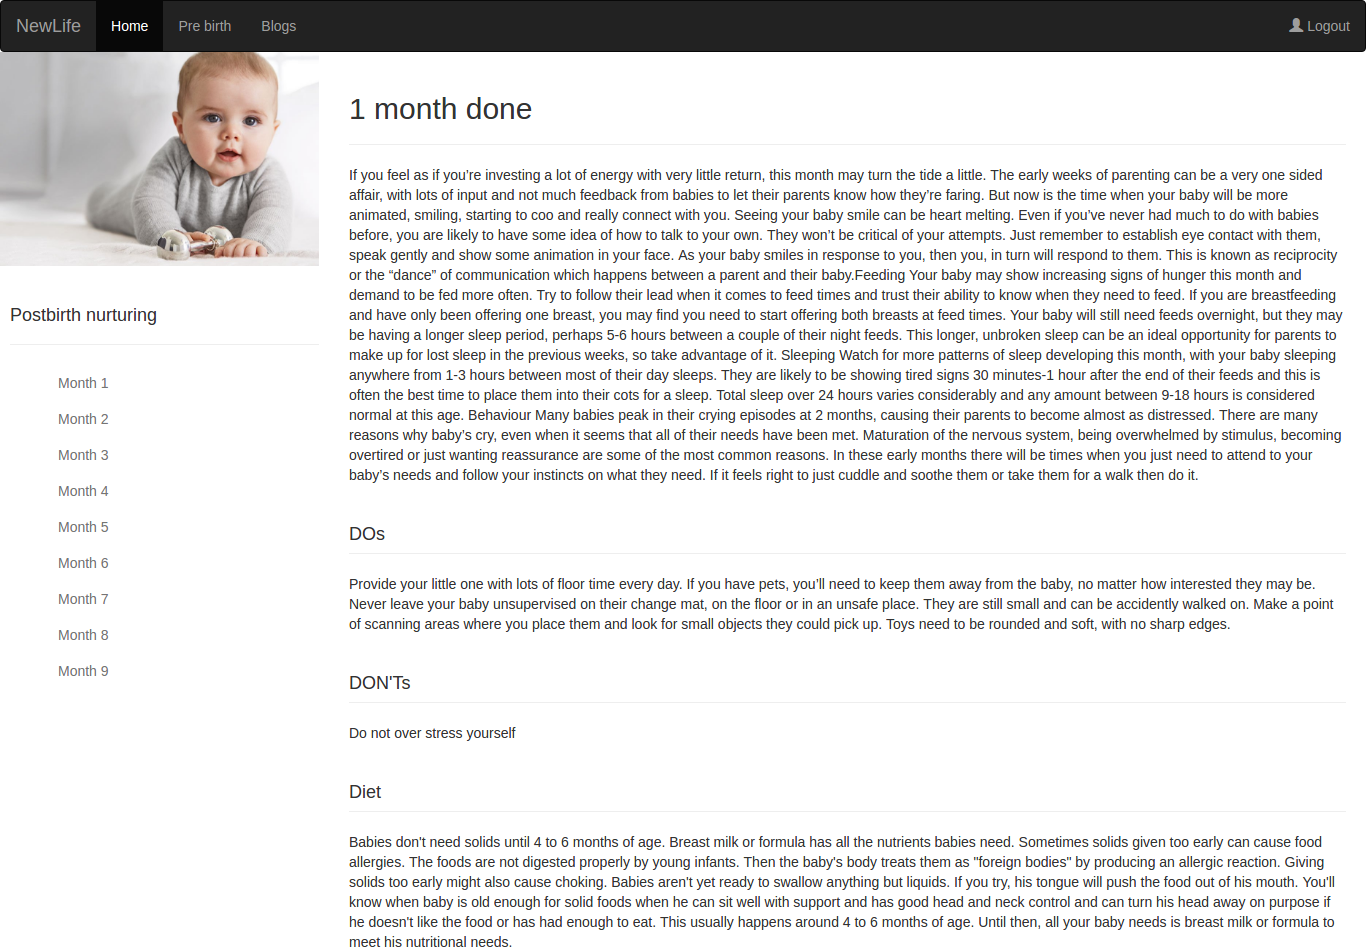 NewLife Home Pre birth Blogs Logout
1 month done
If you feel as if you’re investing a lot of energy with very little return, this month may turn the tide a little. The early weeks of parenting can be a very one sided
affair, with lots of input and not much feedback from babies to let their parents know how they’re faring. But now is the time when your baby will be more
animated, smiling, starting to coo and really connect with you. Seeing your baby smile can be heart melting. Even if you’ve never had much to do with babies
before, you are likely to have some idea of how to talk to your own. They won’t be critical of your attempts. Just remember to establish eye contact with them,
speak gently and show some animation in your face. As your baby smiles in response to you, then you, in turn will respond to them. This is known as reciprocity
or the “dance” of communication which happens between a parent and their baby.Feeding Your baby may show increasing signs of hunger this month and
demand to be fed more often. Try to follow their lead when it comes to feed times and trust their ability to know when they need to feed. If you are breastfeeding
and have only been offering one breast, you may find you need to start offering both breasts at feed times. Your baby will still need feeds overnight, but they may
be having a longer sleep period, perhaps 5-6 hours between a couple of their night feeds. This longer, unbroken sleep can be an ideal opportunity for parents to
make up for lost sleep in the previous weeks, so take advantage of it. Sleeping Watch for more patterns of sleep developing this month, with your baby sleeping
anywhere from 1-3 hours between most of their day sleeps. They are likely to be showing tired signs 30 minutes-1 hour after the end of their feeds and this is
often the best time to place them into their cots for a sleep. Total sleep over 24 hours varies considerably and any amount between 9-18 hours is considered
normal at this age. Behaviour Many babies peak in their crying episodes at 2 months, causing their parents to become almost as distressed. There are many
reasons why baby’s cry, even when it seems that all of their needs have been met. Maturation of the nervous system, being overwhelmed by stimulus, becoming
overtired or just wanting reassurance are some of the most common reasons. In these early months there will be times when you just need to attend to your
baby’s needs and follow your instincts on what they need. If it feels right to just cuddle and soothe them or take them for a walk then do it.
DOs
Provide your little one with lots of floor time every day. If you have pets, you’ll need to keep them away from the baby, no matter how interested they may be.
Never leave your baby unsupervised on their change mat, on the floor or in an unsafe place. They are still small and can be accidently walked on. Make a point
of scanning areas where you place them and look for small objects they could pick up. Toys need to be rounded and soft, with no sharp edges.
DON'Ts
Do not over stress yourself
Diet
Babies don't need solids until 4 to 6 months of age. Breast milk or formula has all the nutrients babies need. Sometimes solids given too early can cause food
allergies. The foods are not digested properly by young infants. Then the baby's body treats them as "foreign bodies" by producing an allergic reaction. Giving
solids too early might also cause choking. Babies aren't yet ready to swallow anything but liquids. If you try, his tongue will push the food out of his mouth. You'll
know when baby is old enough for solid foods when he can sit well with support and has good head and neck control and can turn his head away on purpose if
he doesn't like the food or has had enough to eat. This usually happens around 4 to 6 months of age. Until then, all your baby needs is breast milk or formula to
meet his nutritional needs.
Postbirth nurturing
Month 1
Month 2
Month 3
Month 4
Month 5
Month 6
Month 7
Month 8
Month 9